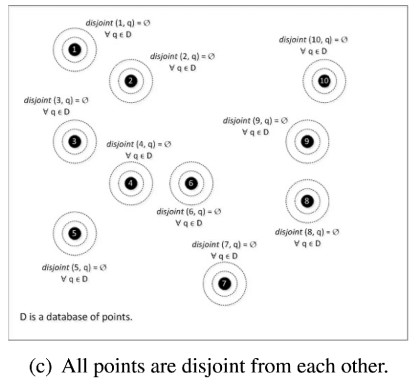 disjoint (1, q) = ∅
∀ q ϵ D
1
disjoint (2, q) = ∅
∀ q ϵ D
2
disjoint (10, q) = ∅
∀ q ϵ D
10
disjoint (3, q) = ∅
∀ q ϵ D
3
disjoint (9, q) = ∅
∀ q ϵ D
9
disjoint (4, q) = ∅
∀ q ϵ D
4
6
disjoint (6, q) = ∅
∀ q ϵ D
8
disjoint (8, q) = ∅
∀ q ϵ D
5
disjoint (5, q) = ∅
∀ q ϵ D
disjoint (7, q) = ∅
∀ q ϵ D
7
D is a database of points.
(c) All points are disjoint from each other.